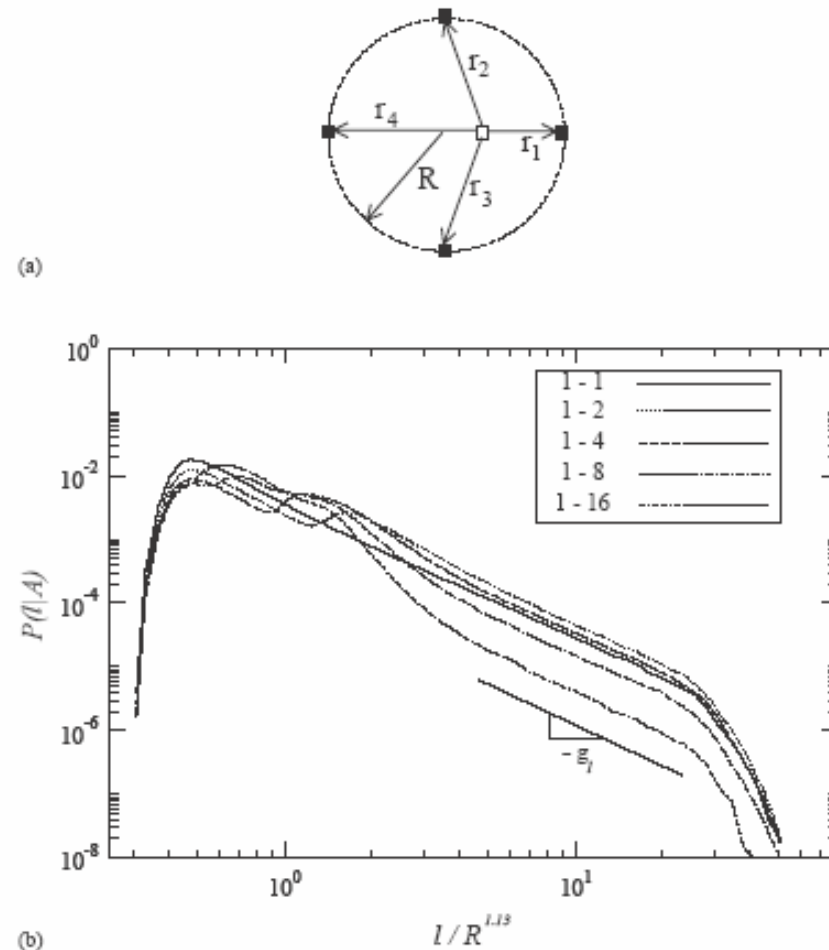 r2
r4
r1
R
r3
(a)
10^0
10^-2
10^-4
10^-6
10^-8
P(l|A)
1 - 1
1 - 2
1 - 4
1 - 8
1 - 16
- g_l
10^0
10^1
l / R^1.13
(b)